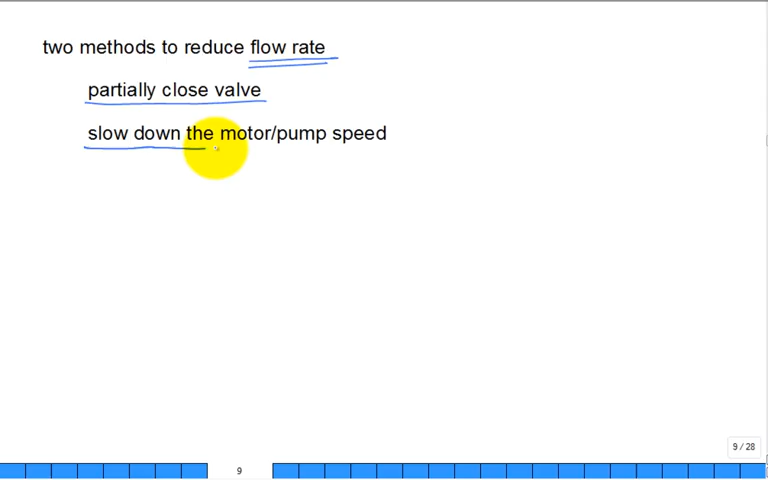 two methods to reduce flow rate
partially close valve
slow down the motor/pump speed
9 / 28
9